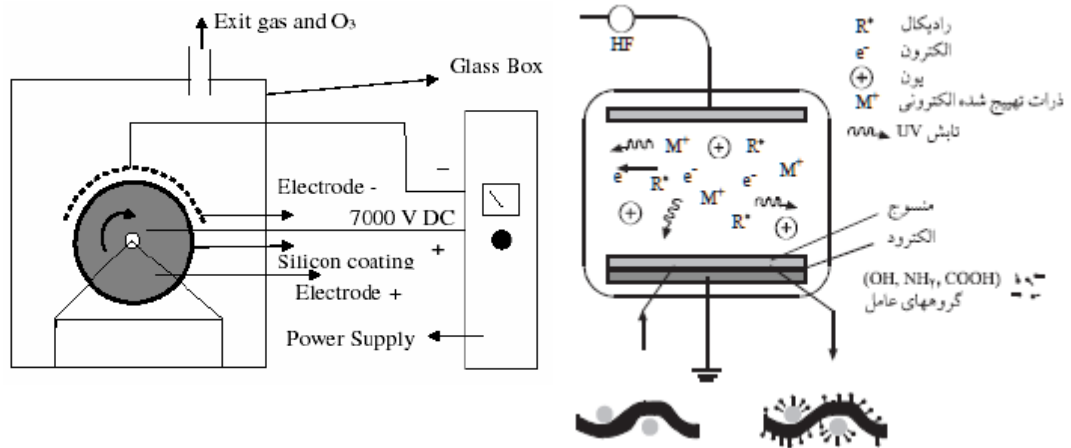 Exit gas and O3
Glass Box
−
Electrode -
7000 V DC
+
Silicon coating
Electrode +
Power Supply
HF
R• رادیکال
e- الکترون
+ یون
M+ ذرات تهییج شده الکترونی
تابش UV
M+ + R•
e- R• e- e- M+
M+
+ R• +
منسوج
الکترود
(OH, NH۲, COOH)
گروههای عامل